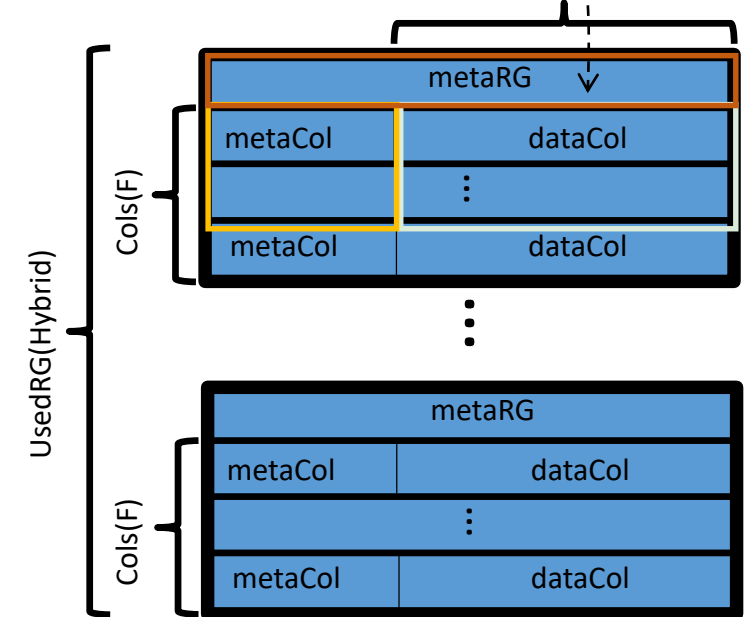 metaRG
metaCol dataCol
⋮
metaCol dataCol
Cols(F)
UsedRG(Hybrid)
⋮
metaRG
metaCol dataCol
⋮
metaCol dataCol
Cols(F)